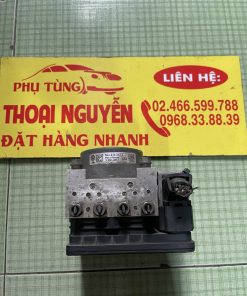 PHỤ TÙNG
THOẠI NGUYỄN
ĐẶT HÀNG NHANH
LIÊN HỆ:
02.466.599.788
0968.33.88.39